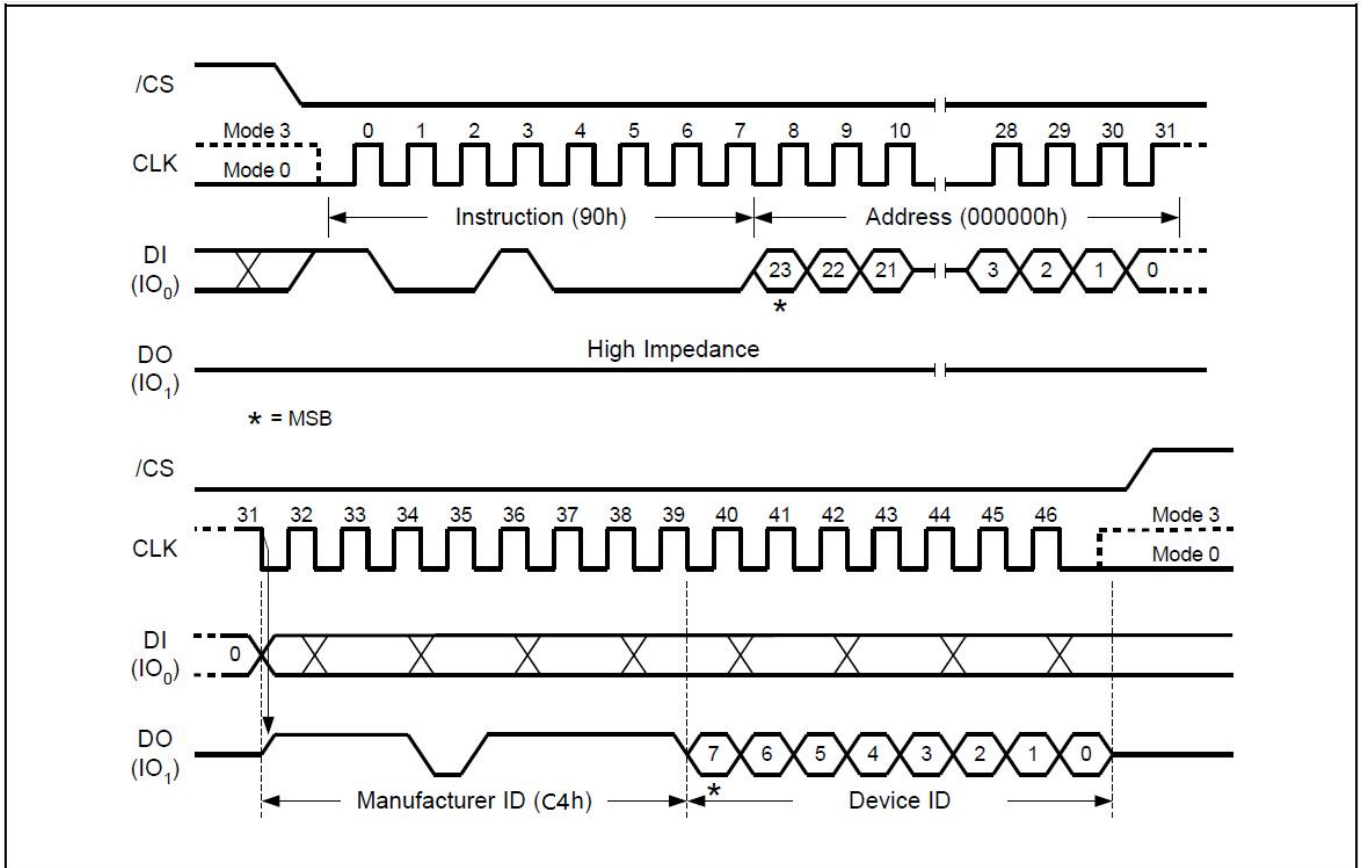 /CS
Mode 3 0 1 2 3 4 5 6 7 8 9 10 28 29 30 31
CLK
Mode 0
Instruction (90h) Address (000000h)
DI
(IO0) 23 22 21 3 2 1 0
*
High Impedance
DO
(IO1)
* = MSB
/CS
31 32 33 34 35 36 37 38 39 40 41 42 43 44 45 46 Mode 3
CLK
Mode 0
DI
(IO0) 0
DO
(IO1) 7 6 5 4 3 2 1 0
*
Manufacturer ID (C4h) Device ID